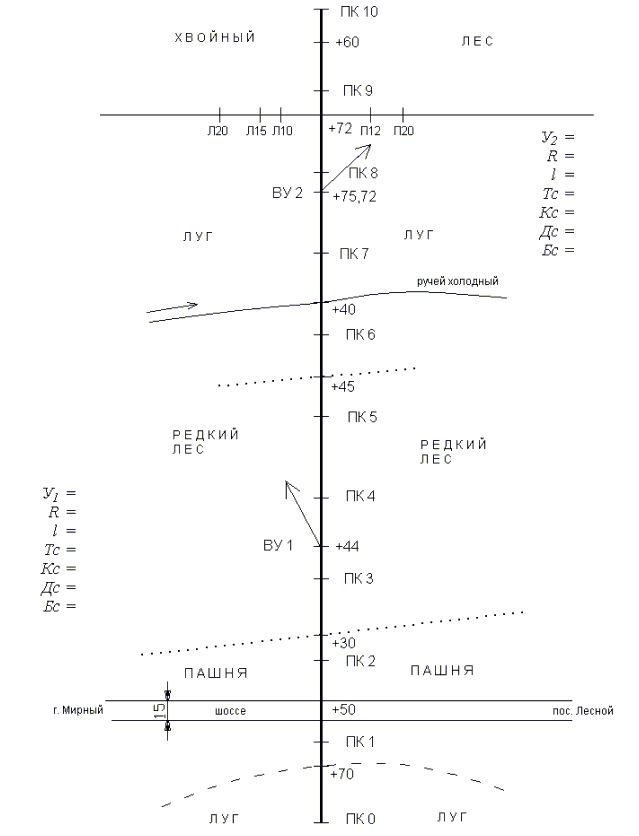 ПК 10
ХВОЙНЫЙ
+60
ЛЕС
ПК 9
Л20 Л15 Л10 +72 П12 П20
У2 =
R =
l =
Тс =
Кс =
Дс =
Бс =
ПК 8
ВУ 2
+75,72
ЛУГ
ЛУГ
ПК 7
ручей холодный
+40
ПК 6
+45
ПК 5
РЕДКИЙ
ЛЕС
РЕДКИЙ
ЛЕС
У1 =
R =
l =
Тс =
Кс =
Дс =
Бс =
ПК 4
ВУ 1
+44
ПК 3
+30
ПК 2
ПАШНЯ
ПАШНЯ
г. Мирный
15
шоссе
+50
пос. Лесной
ПК 1
+70
ЛУГ
ПК 0
ЛУГ